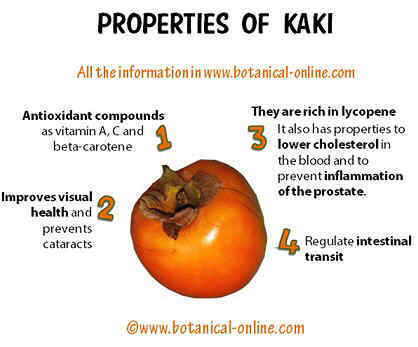 PROPERTIES OF KAKI
All the information in www.botanical-online.com
Antioxidant compounds
as vitamin A, C and
beta-carotene
1
Improves visual
health and
prevents
cataracts
2
They are rich in lycopene
3
It also has properties to
lower cholesterol in
the blood and to
prevent inflammation
of the prostate.
4
Regulate intestinal
transit
©www.botanical-online.com